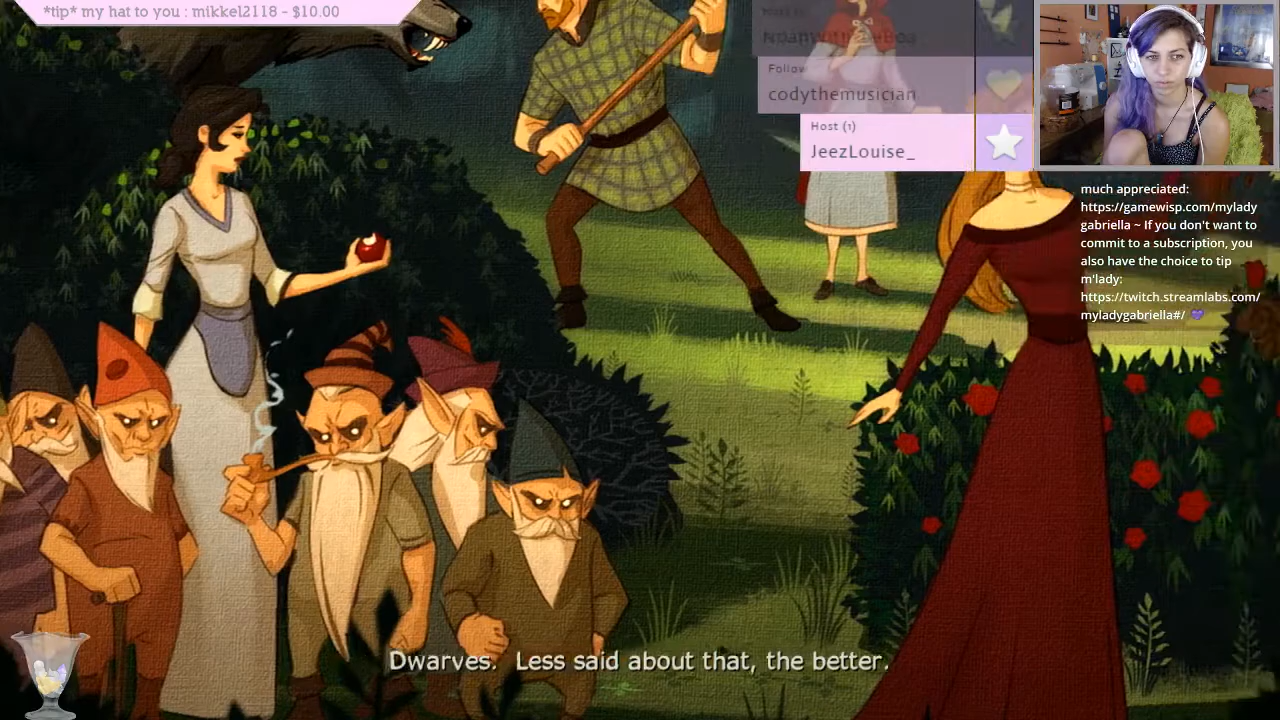 *tip* my hat to you : mikkel2118 - $10.00
Follow
codythemusician
Host (1)
JeezLouise_
much appreciated:
https://gamewisp.com/mylady
gabriella ~ If you don't want to
commit to a subscription, you
also have the choice to tip
m'lady:
https://twitch.streamlabs.com/
myladygabriella#/ 💜
Dwarves. Less said about that, the better.